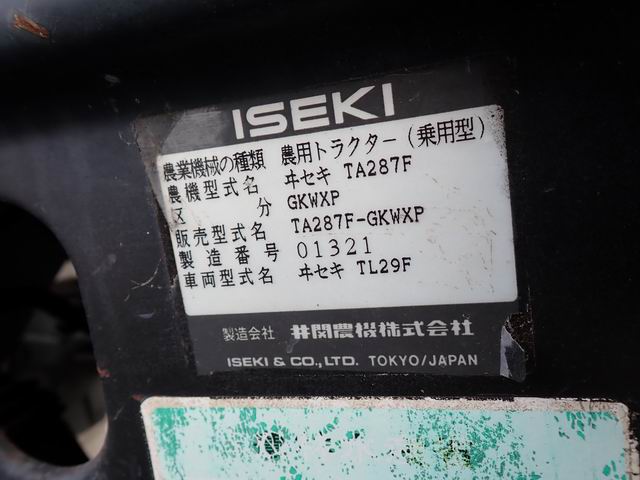 ISEKI
農業機械の種類 農用トラクター(乗用型)
農機型式名 ヰセキ TA287F
区分 GKWXP
販売型式名 TA287F-GKWXP
製造番号 01321
車両型式名 ヰセキ TL29F
製造会社 井関農機株式会社
ISEKI & CO., LTD. TOKYO/JAPAN